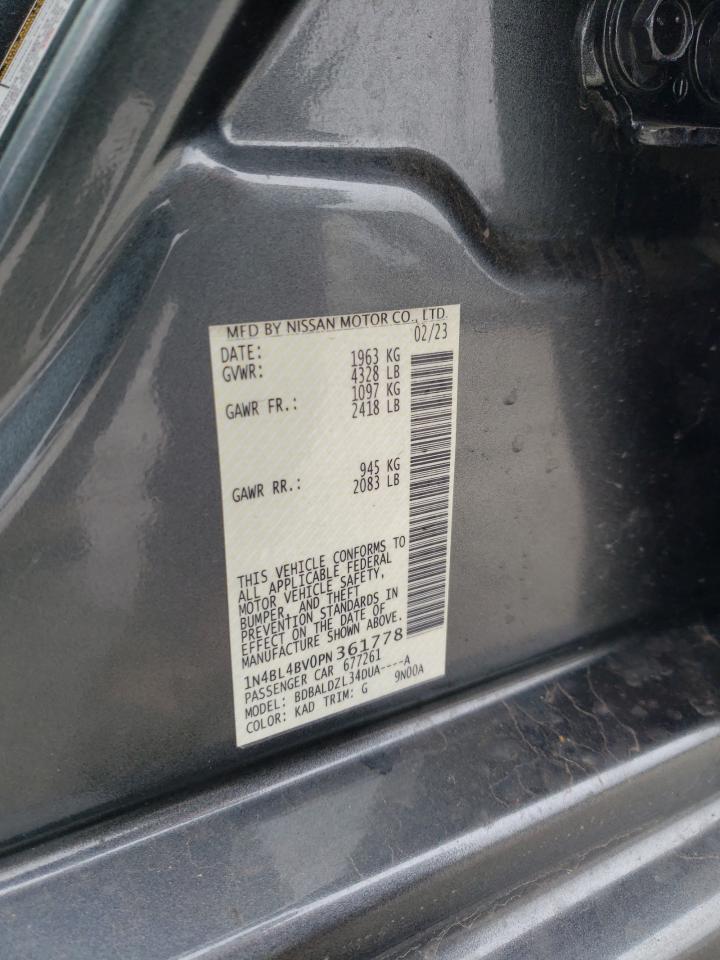 MFD BY NISSAN MOTOR CO., LTD.
DATE: 02/23
GVWR: 1963 KG
4328 LB
GAWR FR.: 1097 KG
2418 LB
GAWR RR.: 945 KG
2083 LB
THIS VEHICLE CONFORMS TO
ALL APPLICABLE FEDERAL
MOTOR VEHICLE SAFETY,
BUMPER, AND THEFT
PREVENTION STANDARDS IN
EFFECT ON THE DATE OF
MANUFACTURE SHOWN ABOVE.
1N4BL4BV0PN361778
PASSENGER CAR 677261
MODEL: BDBALDZL34DUA----A
COLOR: KAD TRIM: G 9N00A